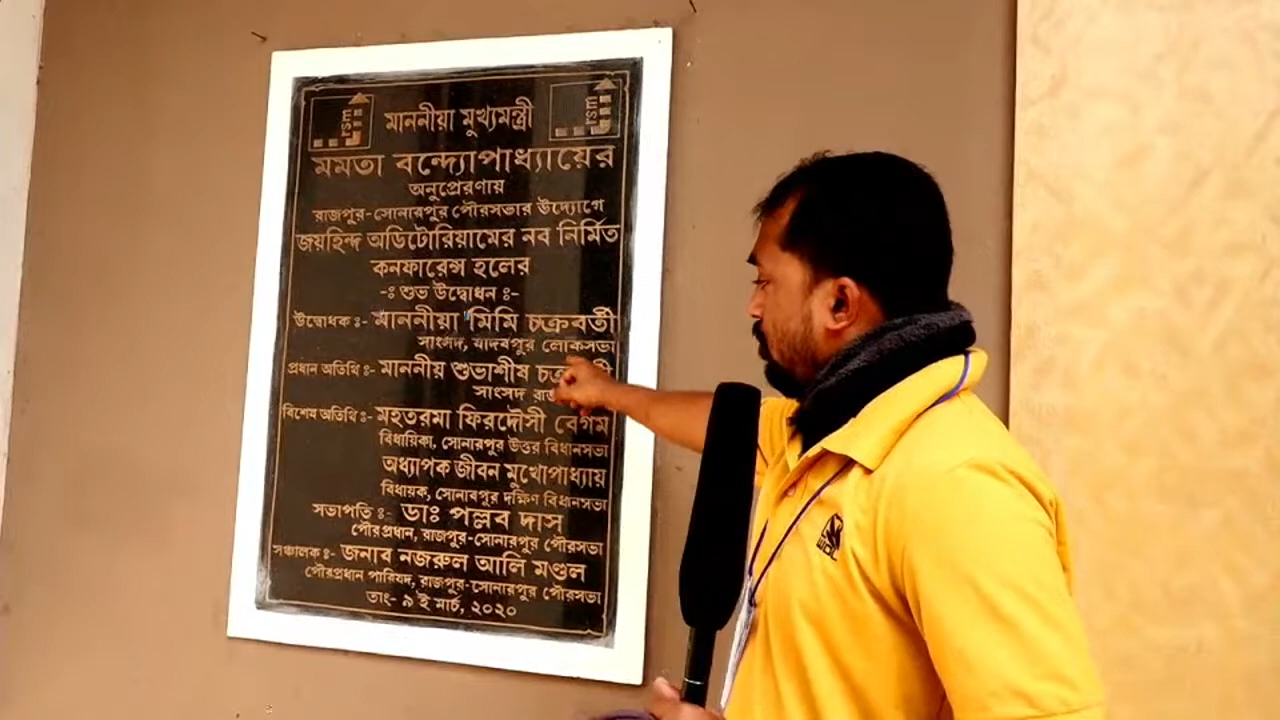 rsm
rsm
মাননীয়া মুখ্যমন্ত্রী
মমতা বন্দ্যোপাধ্যায়ের
অনুপ্রেরণায়
রাজপুর-সোনারপুর পৌরসভার উদ্যোগে
জয়হিন্দ অডিটোরিয়ামের নব নির্মিত
কনফারেন্স হলের
-ঃ শুভ উদ্বোধন ঃ-
উদ্বোধক ঃ- মাননীয়া মিমি চক্রবর্তী
সাংসদ, যাদবপুর লোকসভা
প্রধান অতিথি ঃ- মাননীয় শুভাশীষ
সাংসদ
বিশেষ অতিথি ঃ- মহতরমা ফিরদৌসী বেগম
বিধায়িকা, সোনারপুর উত্তর বিধানসভা
অধ্যাপক জীবন মুখোপাধ্যায়
বিধায়ক, সোনারপুর দক্ষিণ বিধানসভা
সভাপতি ঃ- ডাঃ পল্লব দাস
পৌরপ্রধান, রাজপুর-সোনারপুর পৌরসভা
সঞ্চালক ঃ- জনাব নজরুল আলি মণ্ডল
পৌরপ্রধান পারিষদ, রাজপুর-সোনারপুর পৌরসভা
তাং- ৯ ই মার্চ, ২০২০